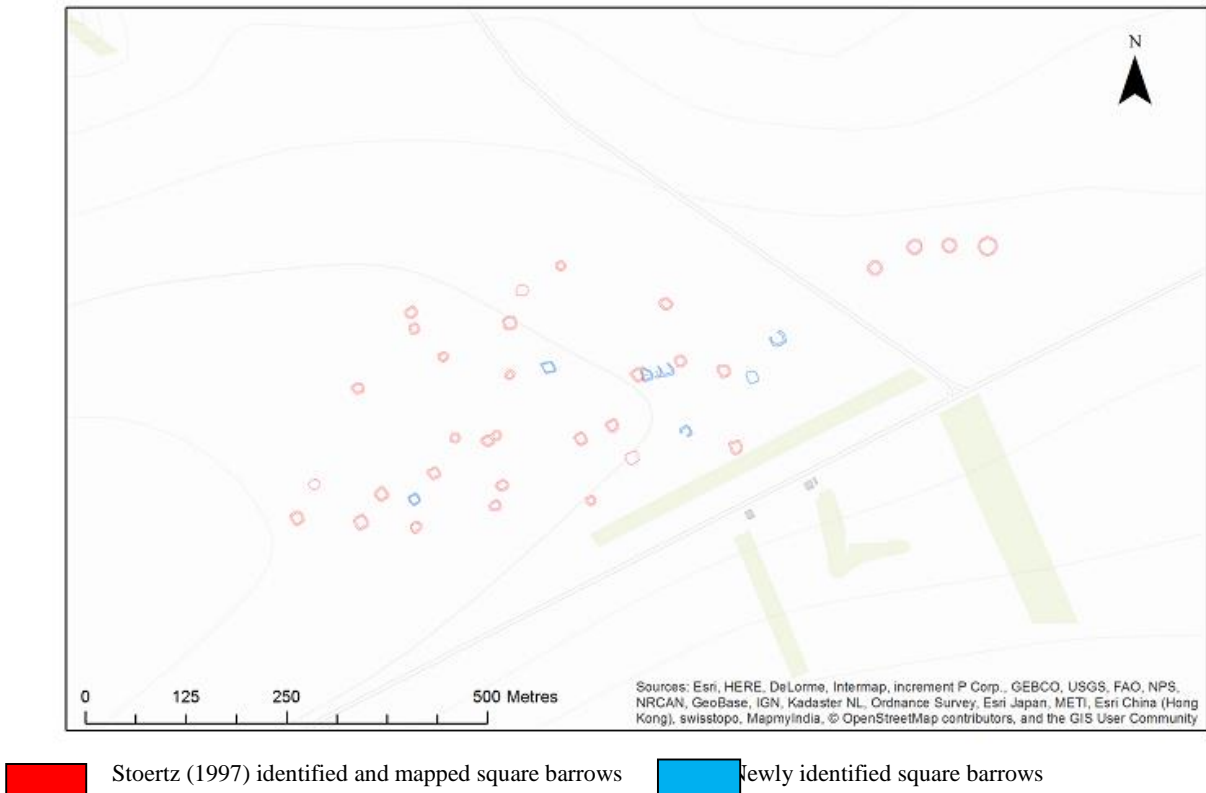 N
0 125 250 500 Metres
Sources: Esri, HERE, DeLorme, Intermap, increment P Corp., GEBCO, USGS, FAO, NPS,
NRCAN, GeoBase, IGN, Kadaster NL, Ordnance Survey, Esri Japan, METI, Esri China (Hong
Kong), swisstopo, MapmyIndia, © OpenStreetMap contributors, and the GIS User Community
Stoertz (1997) identified and mapped square barrows
Newly identified square barrows